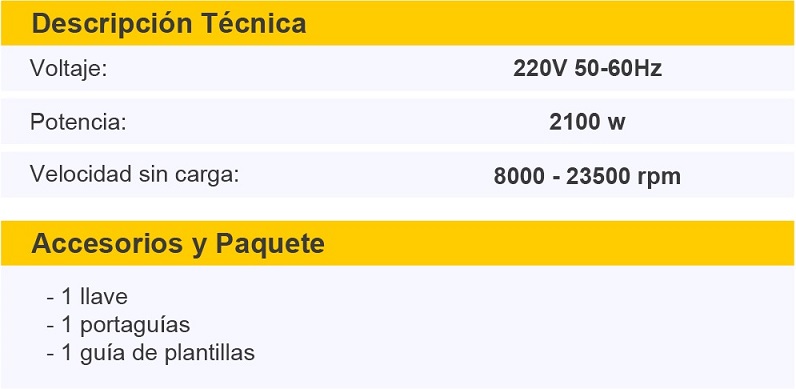 Descripción Técnica
Voltaje: 220V 50-60Hz
Potencia: 2100 w
Velocidad sin carga: 8000 - 23500 rpm
Accesorios y Paquete
- 1 llave
- 1 portaguías
- 1 guía de plantillas